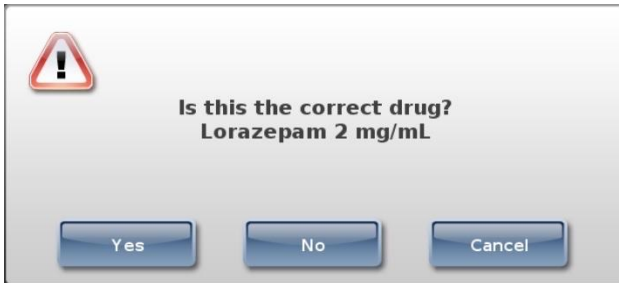 Is this the correct drug?
Lorazepam 2 mg/mL
Yes
No
Cancel